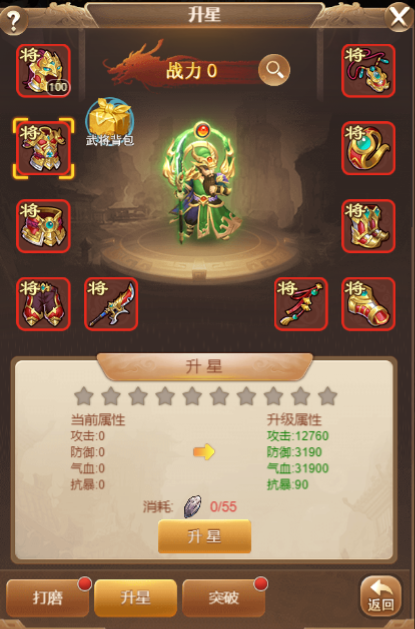 ?
升星
将
100
将
将
将
将
武将背包
战力 0
将
将
将
将
将
升 星
当前属性
攻击:0
防御:0
气血:0
抗暴:0
升级属性
攻击:12760
防御:3190
气血:31900
抗暴:90
消耗: 0/55
升 星
打磨
升星
突破
返回